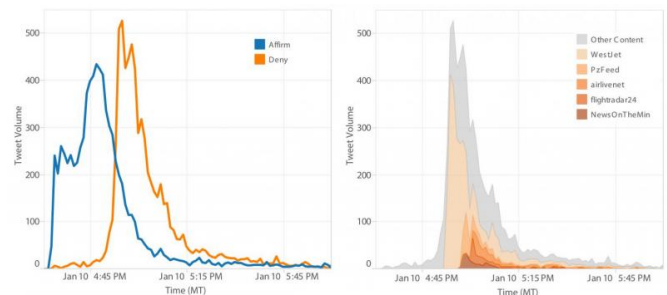 500
400
300
200
100
0
Tweet Volume
Affirm
Deny
Jan 10 4:45 PM
Jan 10 5:15 PM
Jan 10 5:45 PM
Time (MT)
500
400
300
200
100
0
Tweet Volume
Other Content
WestJet
PzFeed
airlivenet
flightradar24
NewsOnTheMin
Jan 10 4:45 PM
Jan 10 5:15 PM
Jan 10 5:45 PM
Time (MT)